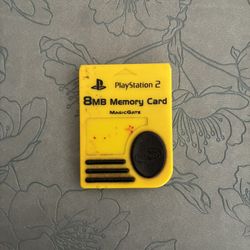 PlayStation 2
8MB Memory Card
MAGICGATE